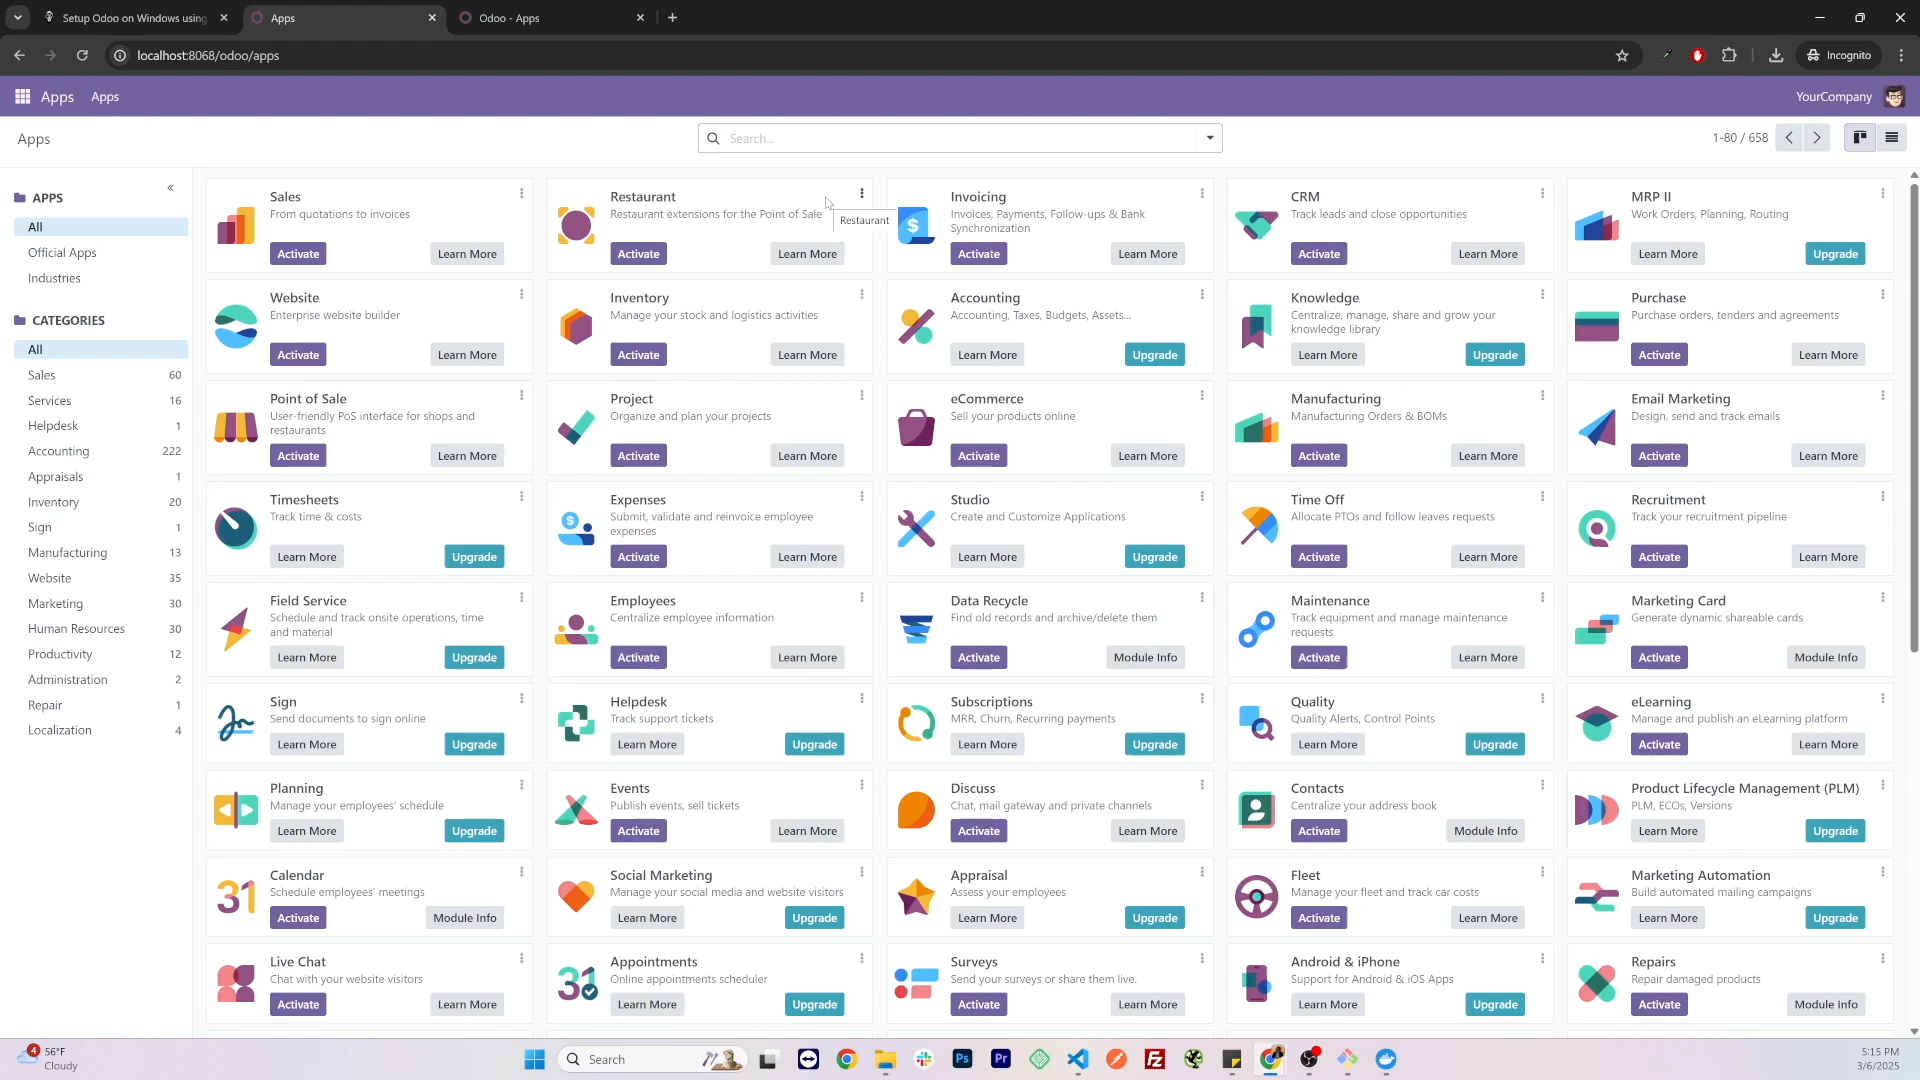 Setup Odoo on Windows using
Apps
Odoo - Apps
localhost:8068/odoo/apps
Incognito
Apps
Apps
YourCompany
Apps
Search...
1-80 / 658
APPS
All
Official Apps
Industries
CATEGORIES
All
Sales 60
Services 16
Helpdesk 1
Accounting 222
Appraisals 1
Inventory 20
Sign 1
Manufacturing 13
Website 35
Marketing 30
Human Resources 30
Productivity 12
Administration 2
Repair 1
Localization 4
Sales
From quotations to invoices
Activate
Learn More
Restaurant
Restaurant extensions for the Point of Sale
Activate
Learn More
Restaurant
Invoicing
Invoices, Payments, Follow-ups & Bank
Synchronization
Activate
Learn More
CRM
Track leads and close opportunities
Activate
Learn More
MRP II
Work Orders, Planning, Routing
Learn More
Upgrade
Website
Enterprise website builder
Activate
Learn More
Inventory
Manage your stock and logistics activities
Activate
Learn More
Accounting
Accounting, Taxes, Budgets, Assets...
Learn More
Upgrade
Knowledge
Centralize, manage, share and grow your
knowledge library
Learn More
Upgrade
Purchase
Purchase orders, tenders and agreements
Activate
Learn More
Point of Sale
User-friendly PoS interface for shops and
restaurants
Activate
Learn More
Project
Organize and plan your projects
Activate
Learn More
eCommerce
Sell your products online
Activate
Learn More
Manufacturing
Manufacturing Orders & BOMs
Activate
Learn More
Email Marketing
Design, send and track emails
Activate
Learn More
Timesheets
Track time & costs
Learn More
Upgrade
Expenses
Submit, validate and reinvoice employee
expenses
Activate
Learn More
Studio
Create and Customize Applications
Learn More
Upgrade
Time Off
Allocate PTOs and follow leaves requests
Activate
Learn More
Recruitment
Track your recruitment pipeline
Activate
Learn More
Field Service
Schedule and track onsite operations, time
and material
Learn More
Upgrade
Employees
Centralize employee information
Activate
Learn More
Data Recycle
Find old records and archive/delete them
Activate
Module Info
Maintenance
Track equipment and manage maintenance
requests
Activate
Learn More
Marketing Card
Generate dynamic shareable cards
Activate
Module Info
Sign
Send documents to sign online
Learn More
Upgrade
Helpdesk
Track support tickets
Learn More
Upgrade
Subscriptions
MRR, Churn, Recurring payments
Learn More
Upgrade
Quality
Quality Alerts, Control Points
Learn More
Upgrade
eLearning
Manage and publish an eLearning platform
Activate
Learn More
Planning
Manage your employees' schedule
Learn More
Upgrade
Events
Publish events, sell tickets
Activate
Learn More
Discuss
Chat, mail gateway and private channels
Activate
Learn More
Contacts
Centralize your address book
Activate
Module Info
Product Lifecycle Management (PLM)
PLM, ECOs, Versions
Learn More
Upgrade
31
Calendar
Schedule employees' meetings
Activate
Module Info
Social Marketing
Manage your social media and website visitors
Learn More
Upgrade
Appraisal
Assess your employees
Learn More
Upgrade
Fleet
Manage your fleet and track car costs
Activate
Learn More
Marketing Automation
Build automated mailing campaigns
Learn More
Upgrade
Live Chat
Chat with your website visitors
Activate
Learn More
31
Appointments
Online appointments scheduler
Learn More
Upgrade
Surveys
Send your surveys or share them live.
Activate
Learn More
Android & iPhone
Support for Android & iOS Apps
Learn More
Upgrade
Repairs
Repair damaged products
Activate
Module Info
4
56°F
Cloudy
Search
Ps
Pr
FZ
5:15 PM
3/6/2025